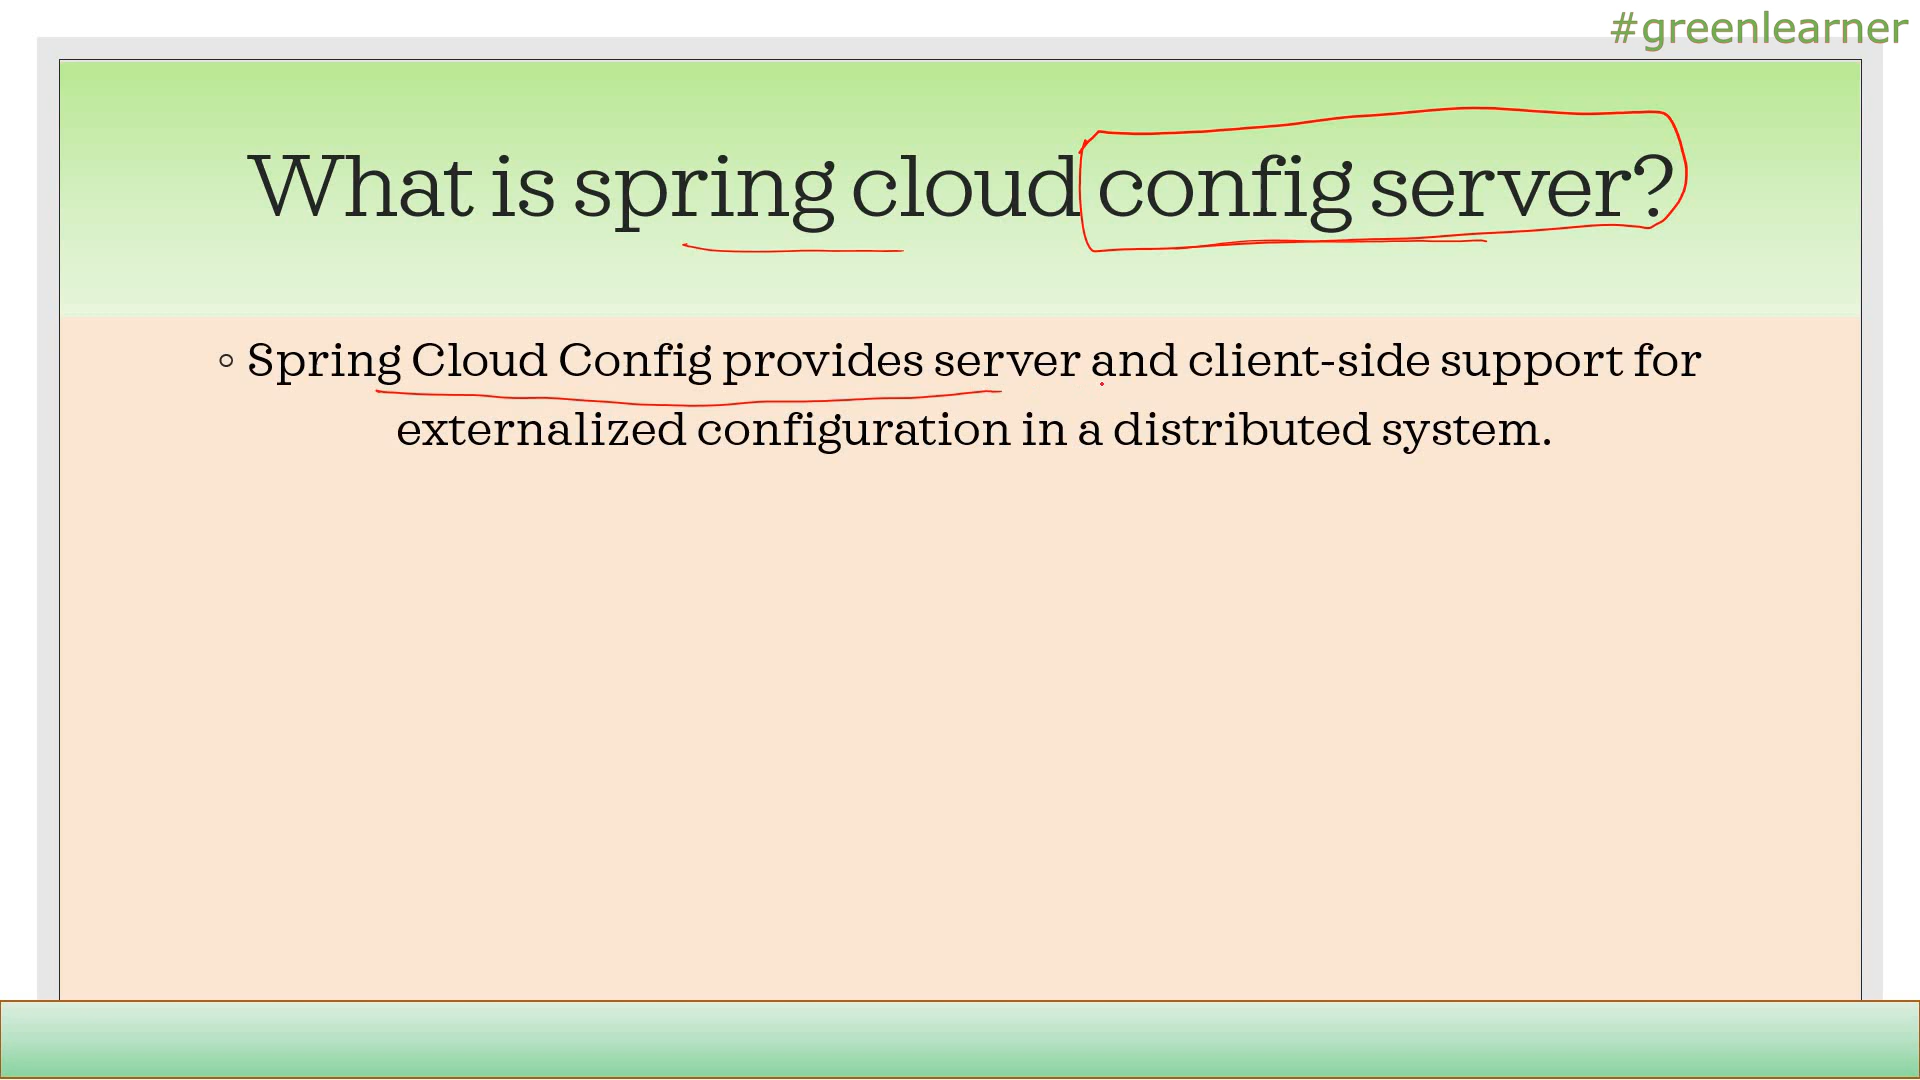 #greenlearner
What is spring cloud config server?
◦ Spring Cloud Config provides server and client-side support for
externalized configuration in a distributed system.